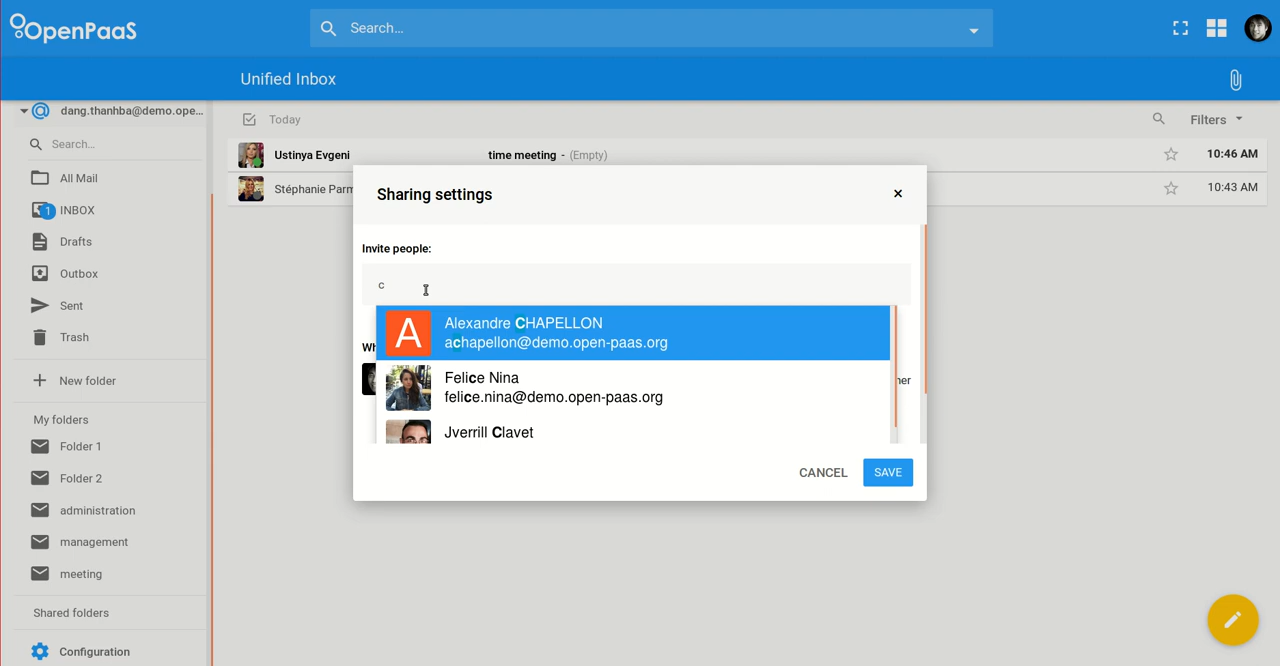 OpenPaaS
Search...
Unified Inbox
dang.thanhba@demo.ope...
Search...
All Mail
1
INBOX
Drafts
Outbox
Sent
Trash
New folder
My folders
Folder 1
Folder 2
administration
management
meeting
Shared folders
Configuration
Today
Filters
Ustinya Evgeni
time meeting - (Empty)
10:46 AM
Stéphanie Parm
10:43 AM
Sharing settings
×
Invite people:
c
A
Alexandre CHAPELLON
achapellon@demo.open-paas.org
Felice Nina
felice.nina@demo.open-paas.org
Jverrill Clavet
CANCEL
SAVE